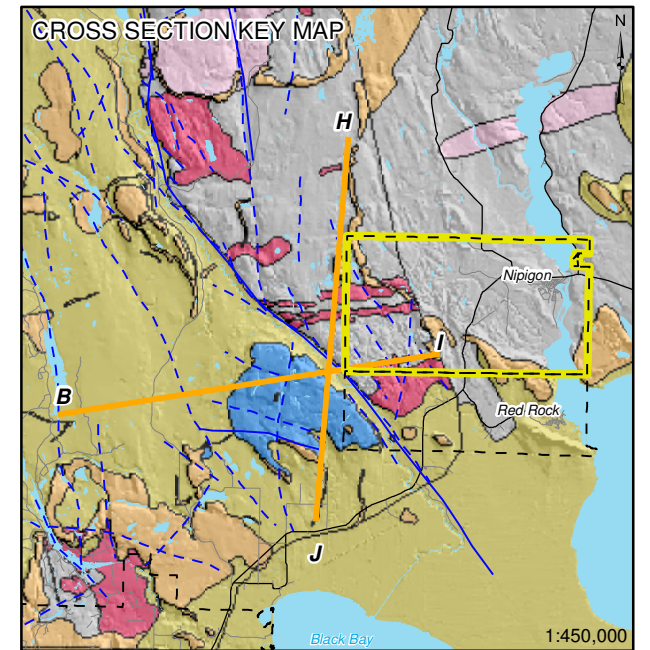 CROSS SECTION KEY MAP
N
H
Nipigon
I
B
Red Rock
J
Black Bay
1:450,000